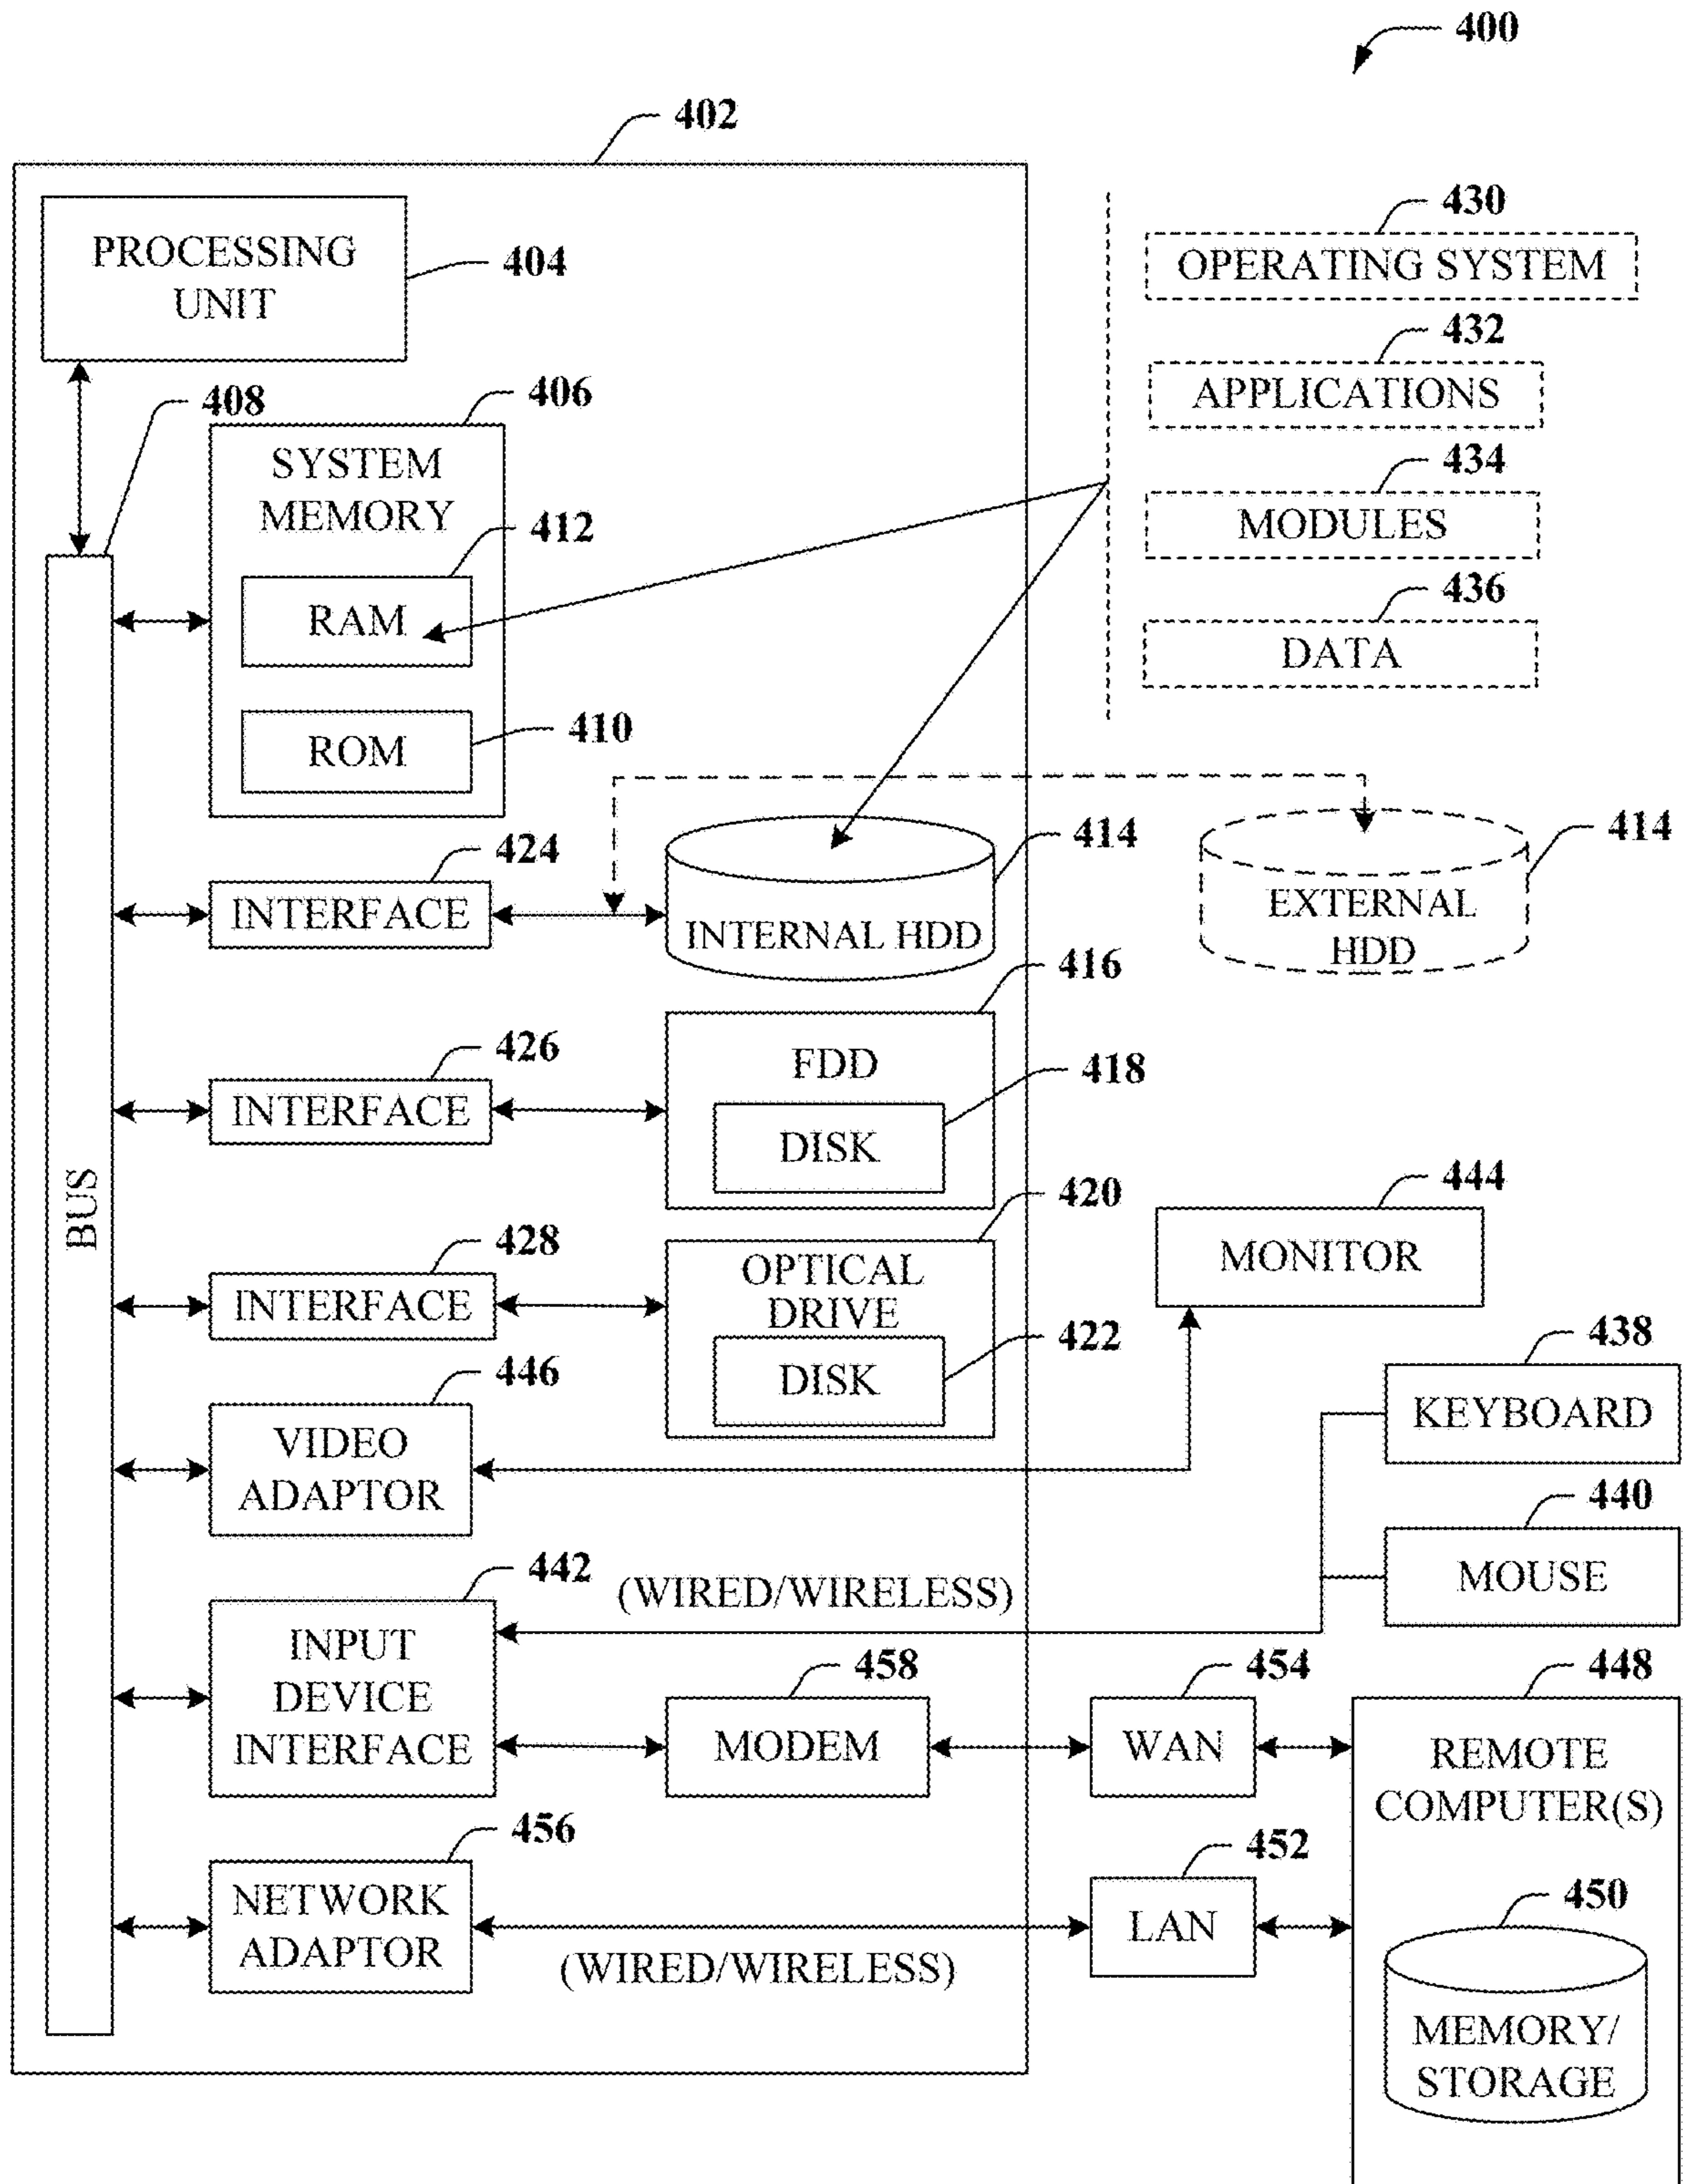 400
402
PROCESSING
UNIT
404
430
OPERATING SYSTEM
432
APPLICATIONS
434
MODULES
436
DATA
408
406
SYSTEM
MEMORY
412
RAM
410
ROM
424
INTERFACE
414
INTERNAL HDD
414
EXTERNAL
HDD
426
INTERFACE
416
FDD
418
DISK
BUS
428
INTERFACE
420
OPTICAL
DRIVE
422
DISK
444
MONITOR
446
VIDEO
ADAPTOR
438
KEYBOARD
440
MOUSE
442
(WIRED/WIRELESS)
INPUT
DEVICE
INTERFACE
458
MODEM
454
WAN
448
REMOTE
COMPUTER(S)
456
NETWORK
ADAPTOR
(WIRED/WIRELESS)
452
LAN
450
MEMORY/
STORAGE